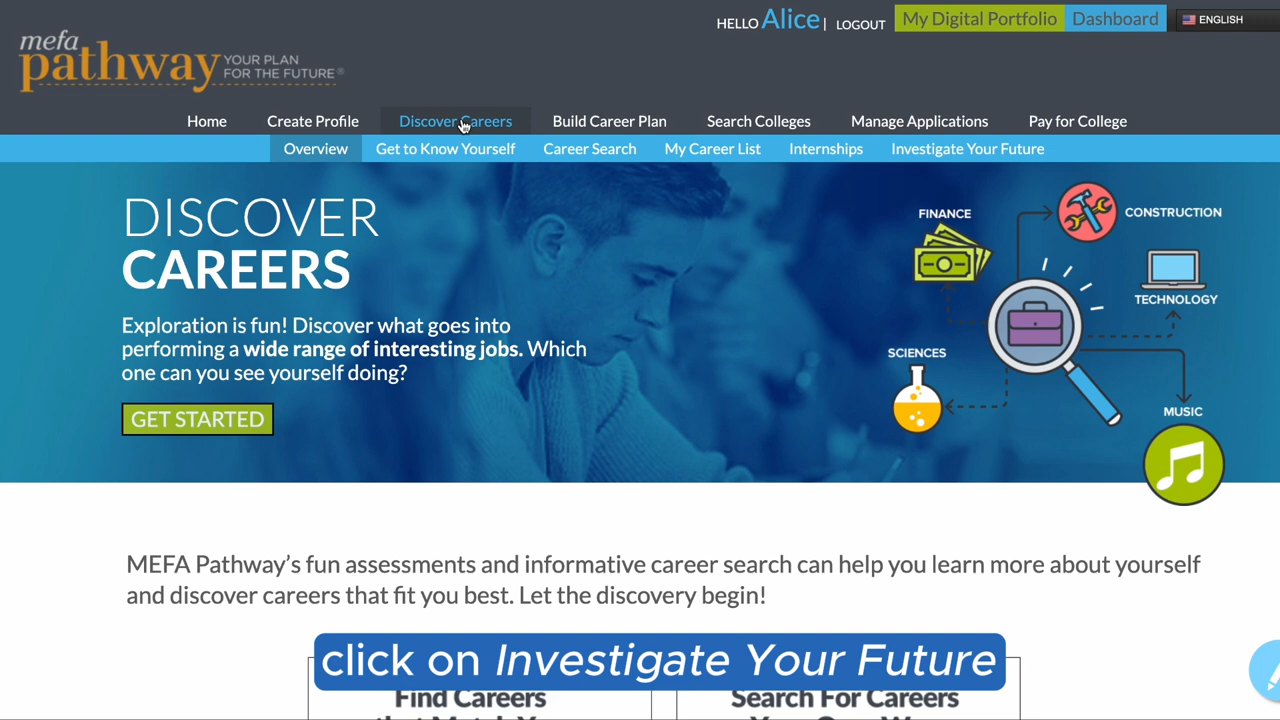 HELLO Alice | LOGOUT My Digital Portfolio Dashboard ENGLISH
mefa
pathway YOUR PLAN
FOR THE FUTURE®
Home Create Profile Discover Careers Build Career Plan Search Colleges Manage Applications Pay for College
Overview Get to Know Yourself Career Search My Career List Internships Investigate Your Future
DISCOVER
CAREERS
Exploration is fun! Discover what goes into
performing a wide range of interesting jobs. Which
one can you see yourself doing?
GET STARTED
FINANCE
CONSTRUCTION
TECHNOLOGY
SCIENCES
MUSIC
MEFA Pathway's fun assessments and informative career search can help you learn more about yourself
and discover careers that fit you best. Let the discovery begin!
click on Investigate Your Future
Find Careers
Search For Careers